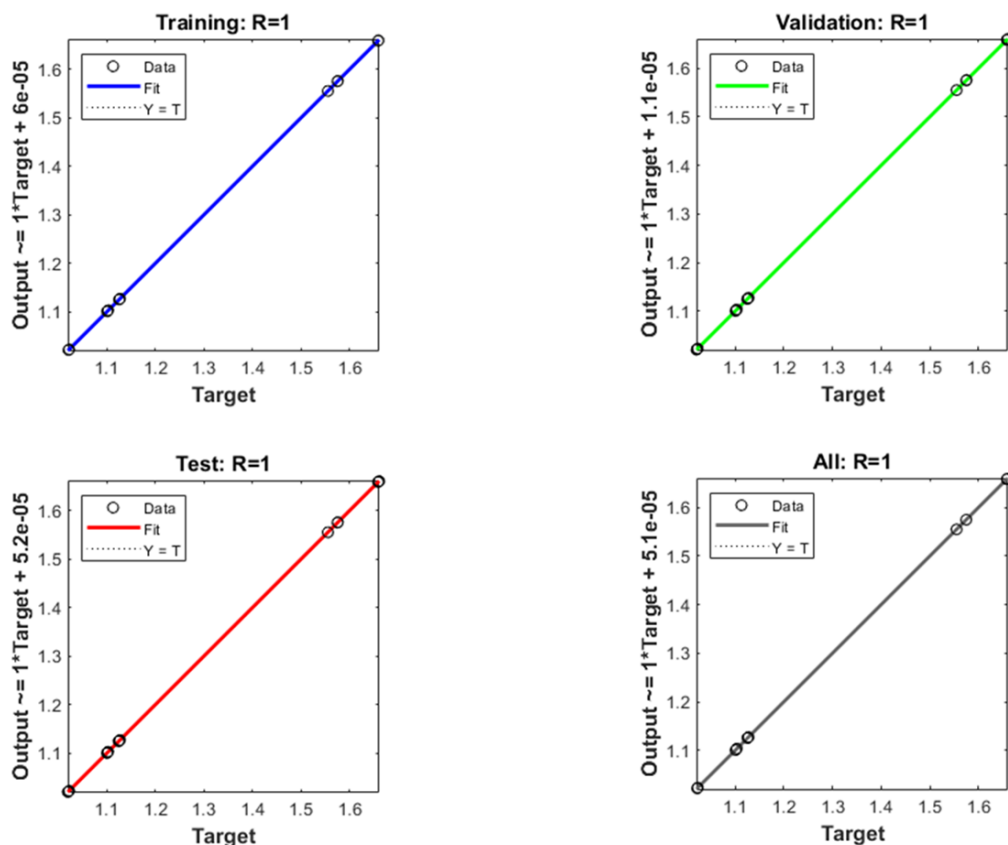 Training: R=1
Output ~= 1*Target + 6e-05
Data
Fit
Y = T
1.6
1.5
1.4
1.3
1.2
1.1
1.1 1.2 1.3 1.4 1.5 1.6
Target
Validation: R=1
Output ~= 1*Target + 1.1e-05
Data
Fit
Y = T
1.6
1.5
1.4
1.3
1.2
1.1
1.1 1.2 1.3 1.4 1.5 1.6
Target
Test: R=1
Output ~= 1*Target + 5.2e-05
Data
Fit
Y = T
1.6
1.5
1.4
1.3
1.2
1.1
1.1 1.2 1.3 1.4 1.5 1.6
Target
All: R=1
Output ~= 1*Target + 5.1e-05
Data
Fit
Y = T
1.6
1.5
1.4
1.3
1.2
1.1
1.1 1.2 1.3 1.4 1.5 1.6
Target